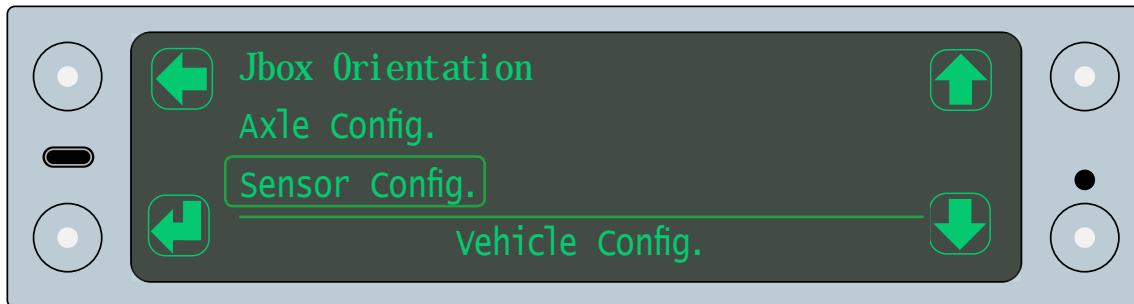 Jbox Orientation
Axle Config.
Sensor Config.
Vehicle Config.